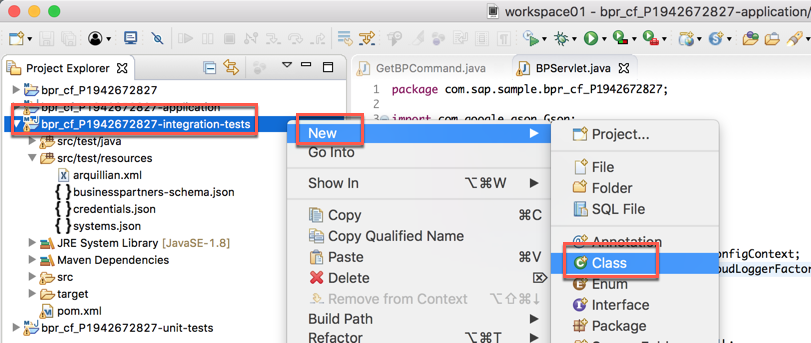 workspace01 - bpr_cf_P1942672827-application/
Project Explorer
GetBPCommand.java
BPServlet.java
bpr_cf_P1942672827
bpr_cf_P1942672827-application
bpr_cf_P1942672827-integration-tests
src/test/java
src/test/resources
arquillian.xml
businesspartners-schema.json
credentials.json
systems.json
JRE System Library [JavaSE-1.8]
Maven Dependencies
src
target
pom.xml
bpr_cf_P1942672827-unit-tests
1 package com.sap.sample.bpr_cf_P1942672827;
2
3 import com.google.gson.Gson;
New
Go Into
Show In ⌥⌘W
Copy ⌘C
Copy Qualified Name
Paste ⌘V
Delete ⌦
Remove from Context ⌥⇧⌘↓
Build Path
Refactor ⌥⌘T
Project...
File
Folder
SQL File
Annotation
Class
Enum
Interface
Package
onfigContext;
oudLoggerFactor